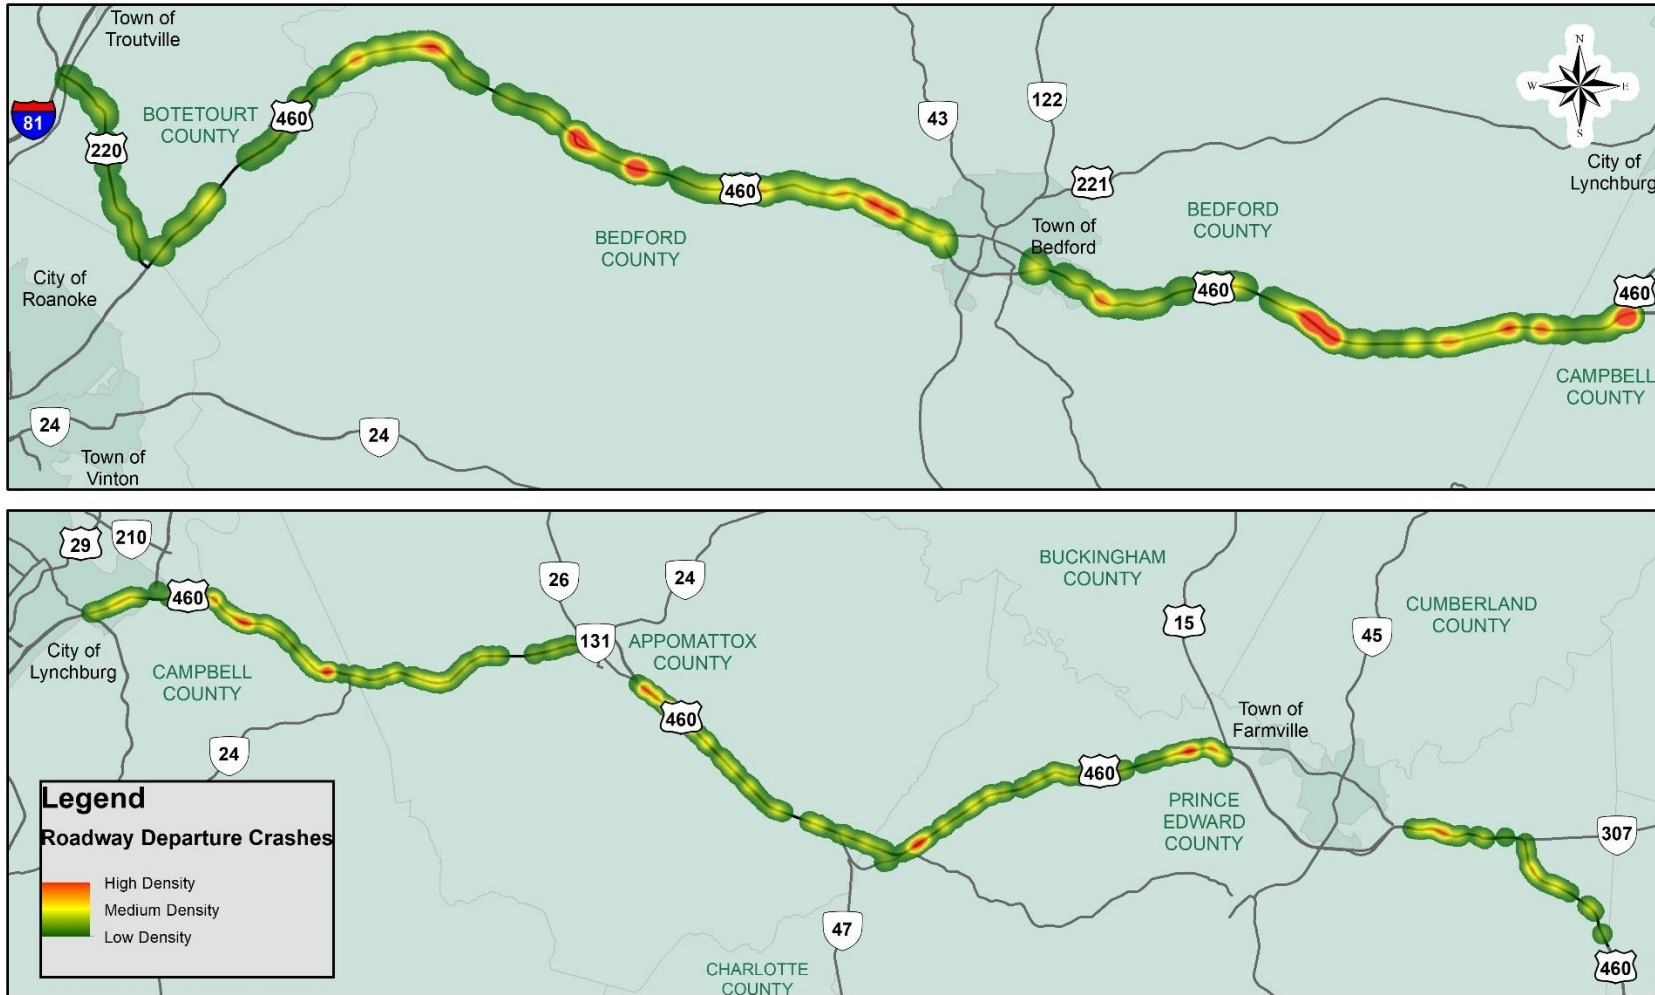 Town of
Troutville
81
BOTETOURT
COUNTY
460
220
43
122
N
W
E
S
City of
Lynchburg
221
460
Town of
Bedford
BEDFORD
COUNTY
BEDFORD
COUNTY
City of
Roanoke
460
460
CAMPBELL
COUNTY
24
24
Town of
Vinton
29
210
460
26
24
BUCKINGHAM
COUNTY
15
45
CUMBERLAND
COUNTY
City of
Lynchburg
CAMPBELL
COUNTY
131
APPOMATTOX
COUNTY
460
Town of
Farmville
24
460
PRINCE
EDWARD
COUNTY
307
Legend
Roadway Departure Crashes
High Density
Medium Density
Low Density
47
CHARLOTTE
COUNTY
460